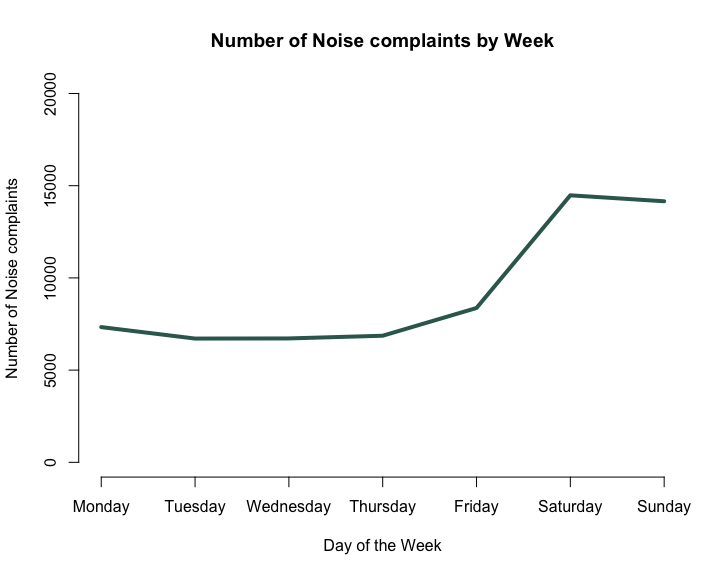 Number of Noise complaints by Week
Number of Noise complaints
20000
15000
10000
5000
0
Monday Tuesday Wednesday Thursday Friday Saturday Sunday
Day of the Week